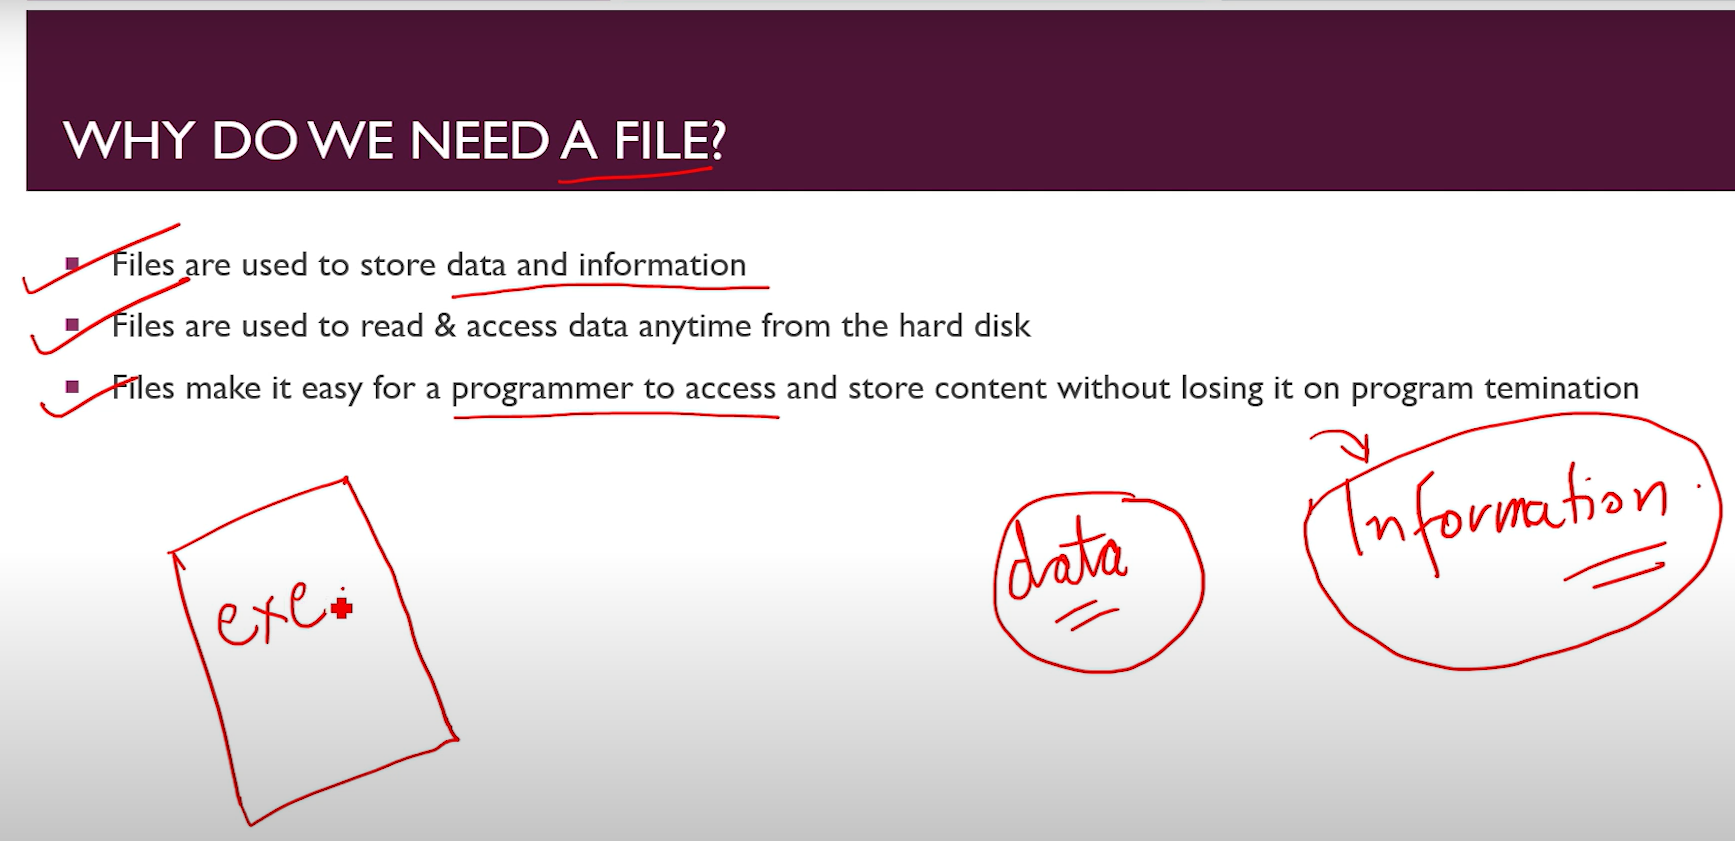 WHY DO WE NEED A FILE?
Files are used to store data and information
Files are used to read & access data anytime from the hard disk
Files make it easy for a programmer to access and store content without losing it on program temination
Information
data
exe.